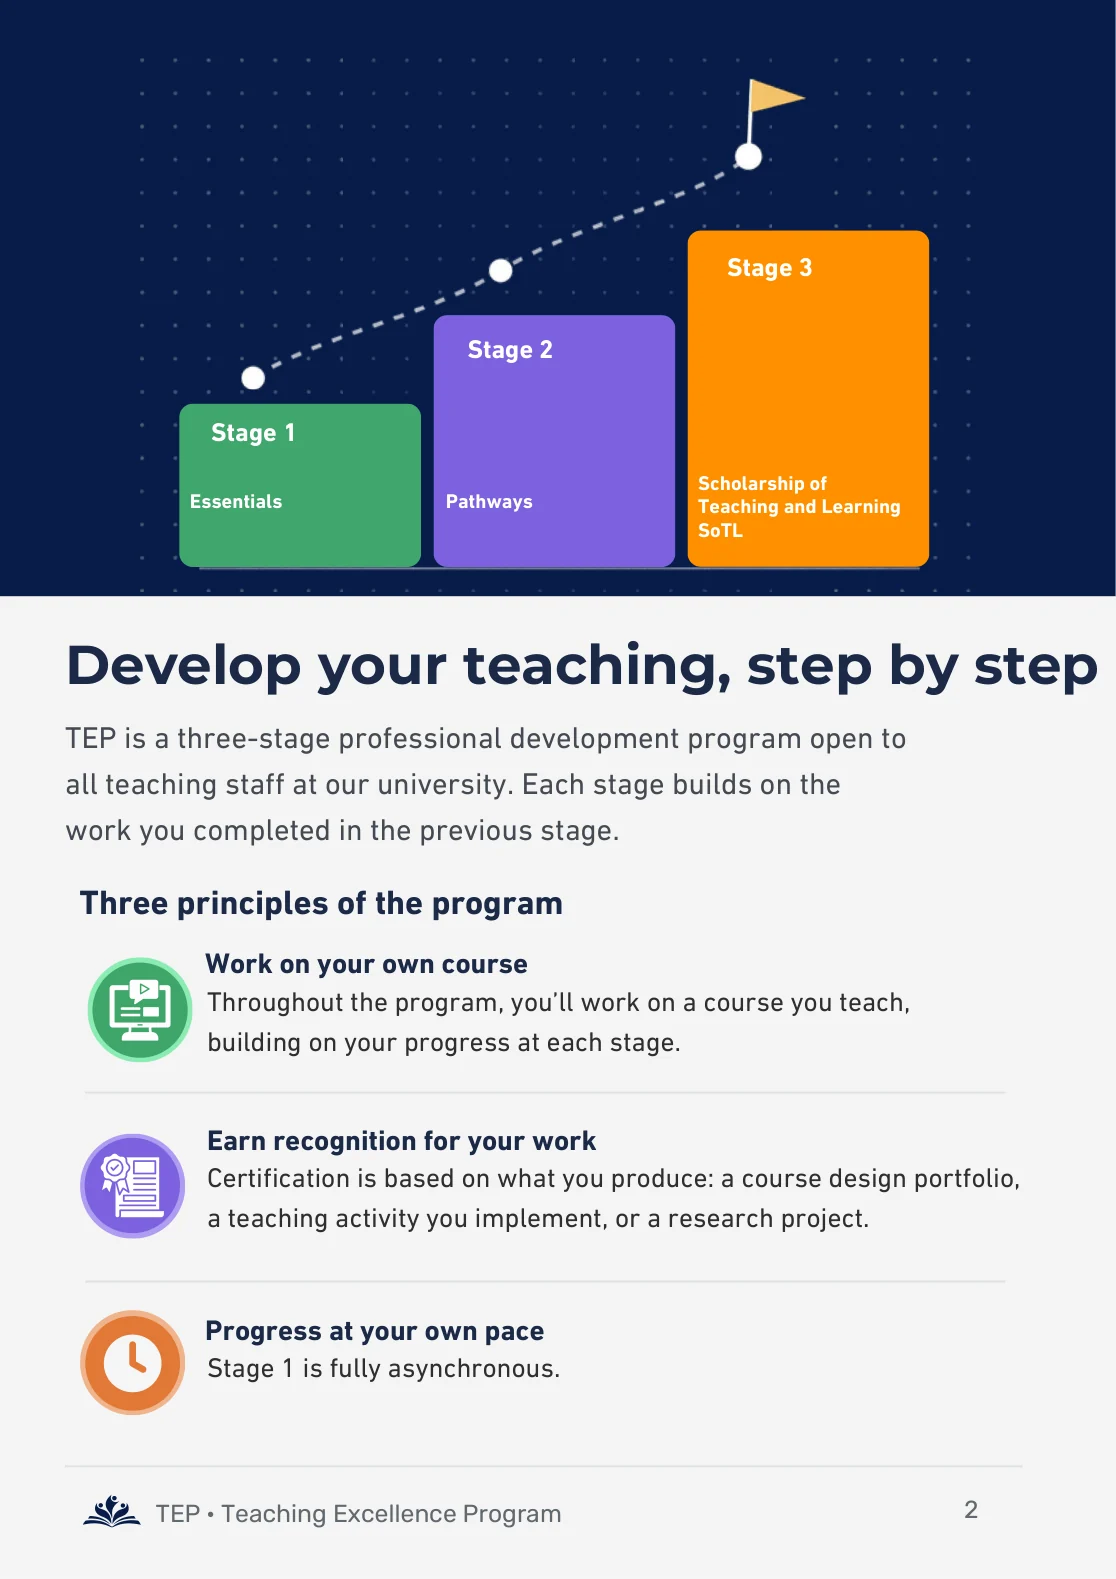 Stage 3
Stage 2
Stage 1
Essentials
Pathways
Scholarship of
Teaching and Learning
SoTL
Develop your teaching, step by step
TEP is a three-stage professional development program open to
all teaching staff at our university. Each stage builds on the
work you completed in the previous stage.
Three principles of the program
Work on your own course
Throughout the program, you’ll work on a course you teach,
building on your progress at each stage.
Earn recognition for your work
Certification is based on what you produce: a course design portfolio,
a teaching activity you implement, or a research project.
Progress at your own pace
Stage 1 is fully asynchronous.
TEP • Teaching Excellence Program
2